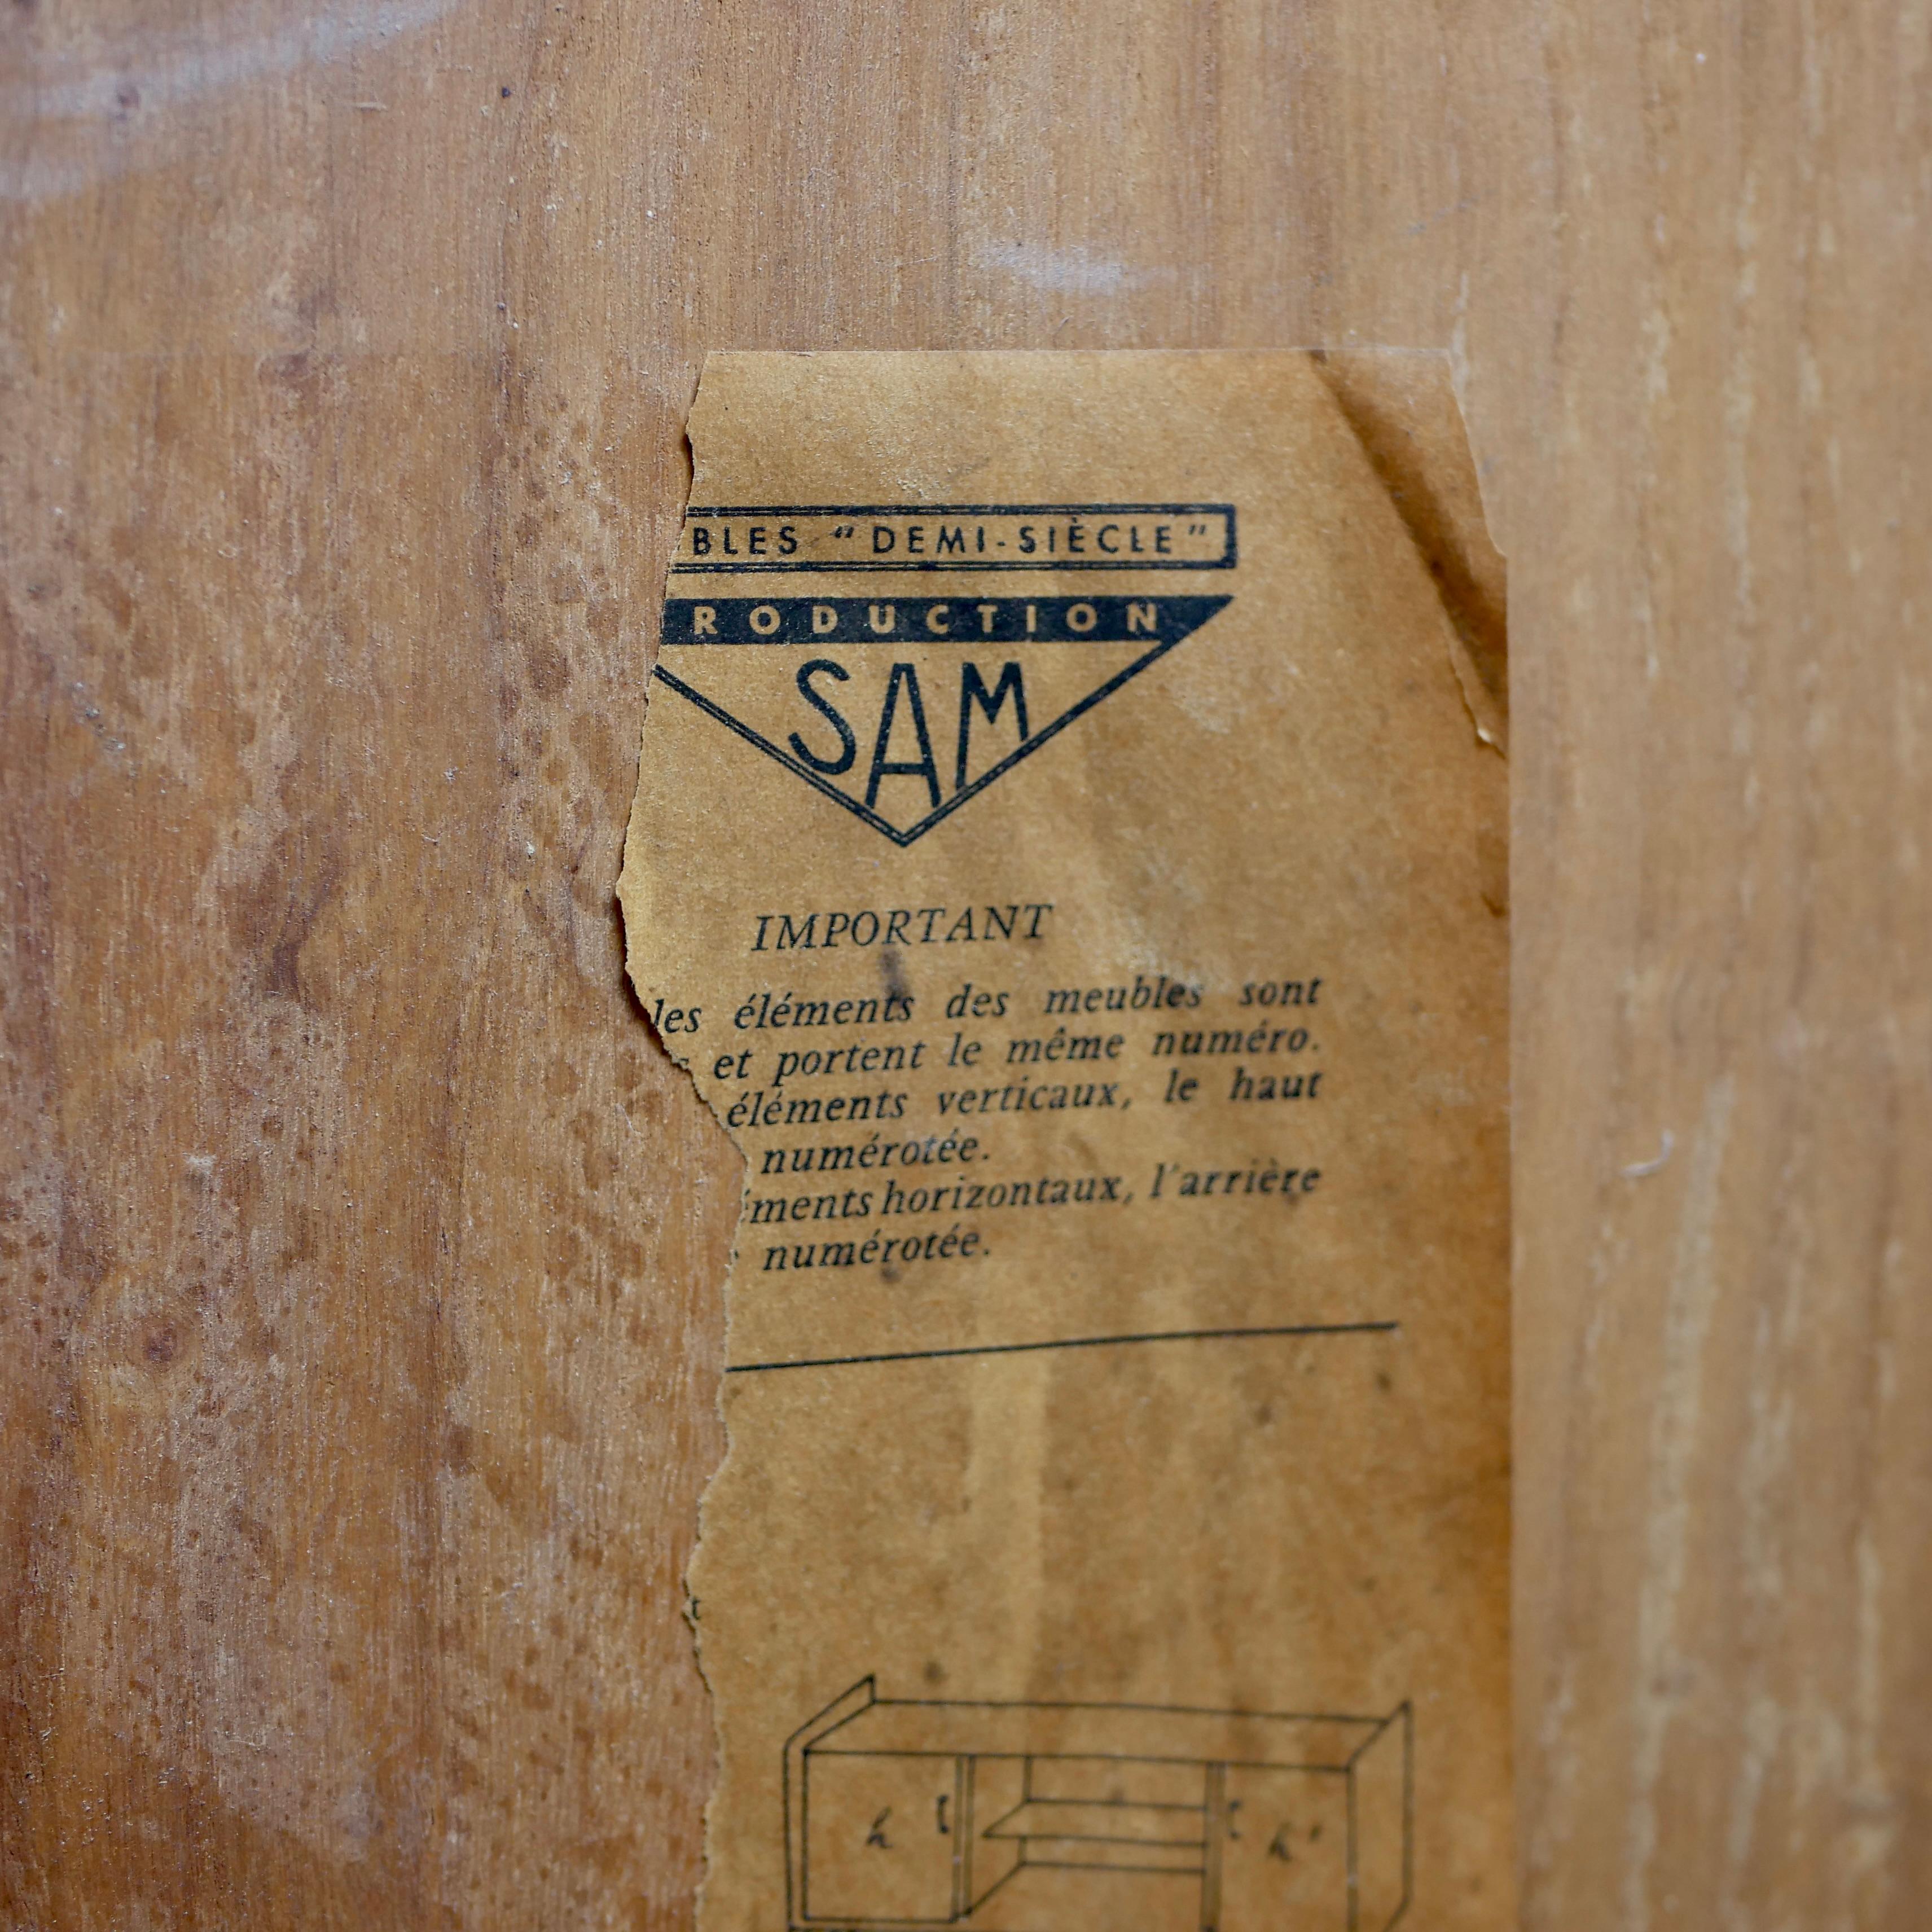 BLES "DEMI-SIÈCLE"
RODUCTION
SAM
IMPORTANT
les éléments des meubles sont
et portent le même numéro.
éléments verticaux, le haut
numérotée.
ments horizontaux, l'arrière
numérotée.
h h'